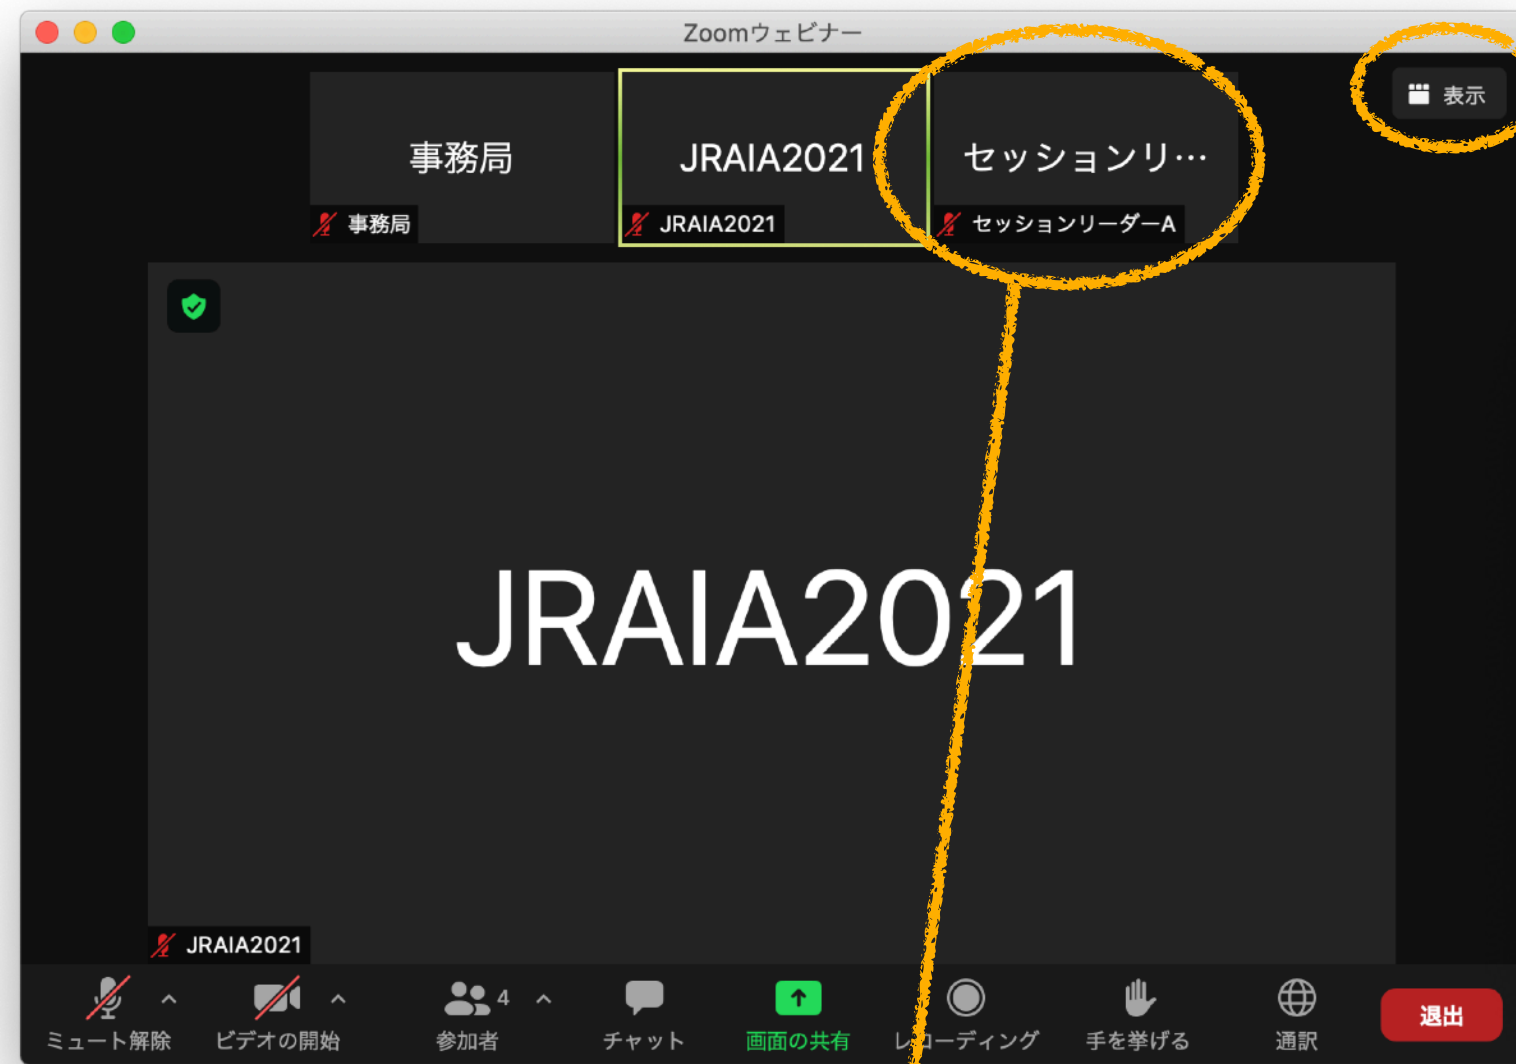 Zoomウェビナー
表示
事務局
JRAIA2021
セッションリ…
事務局
JRAIA2021
セッションリーダーA
JRAIA2021
JRAIA2021
4
ミュート解除
ビデオの開始
参加者
チャット
画面の共有
レコーディング
手を挙げる
通訳
退出